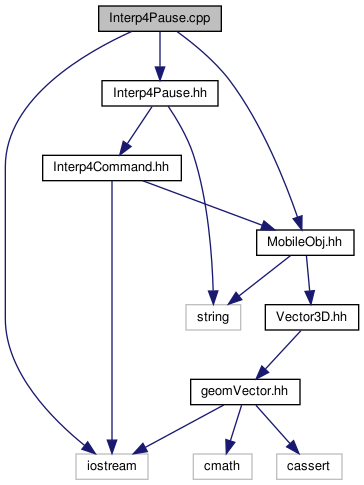 Interp4Pause.cpp
Interp4Pause.hh
Interp4Command.hh
MobileObj.hh
string
Vector3D.hh
geomVector.hh
iostream
cmath
cassert